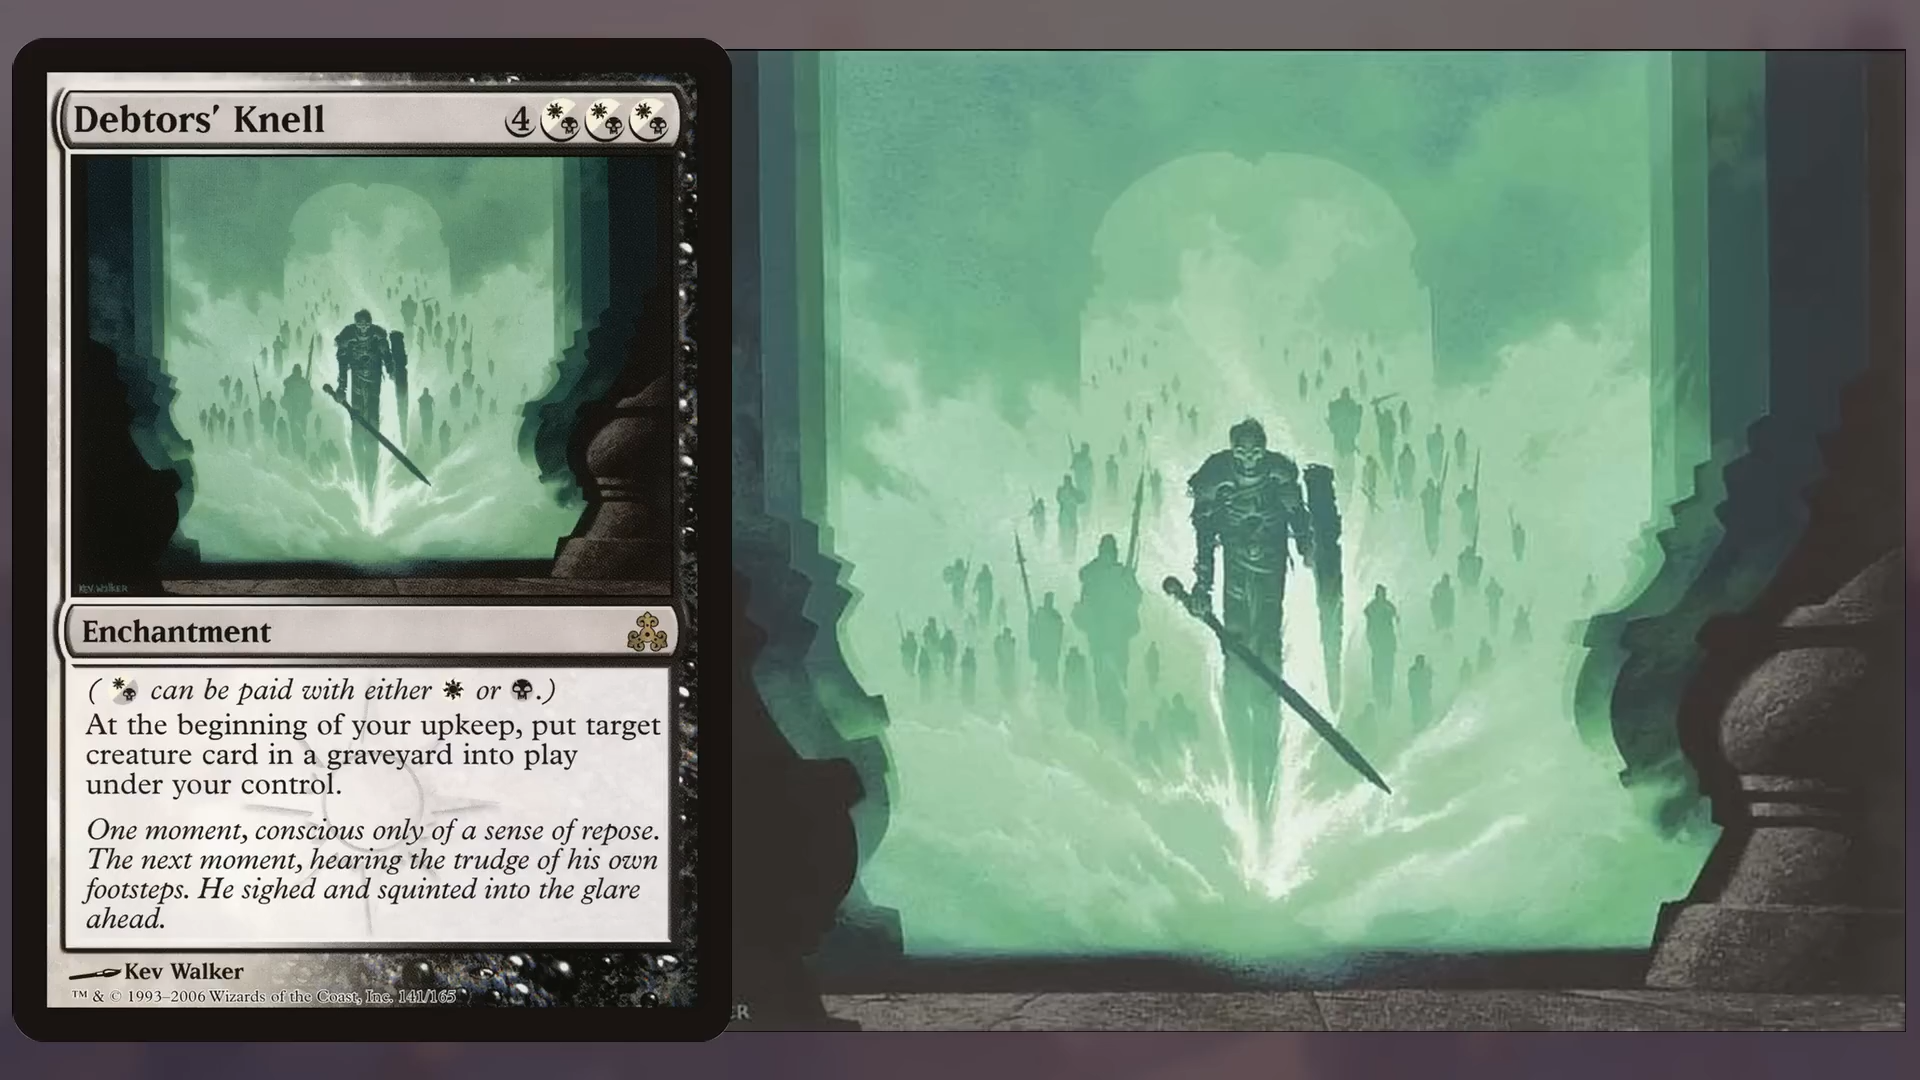 Debtors' Knell 4
KEV WALKER
Enchantment
( can be paid with either or .)
At the beginning of your upkeep, put target
creature card in a graveyard into play
under your control.
One moment, conscious only of a sense of repose.
The next moment, hearing the trudge of his own
footsteps. He sighed and squinted into the glare
ahead.
Kev Walker
™ & © 1993–2006 Wizards of the Coast, Inc. 141/165
ER